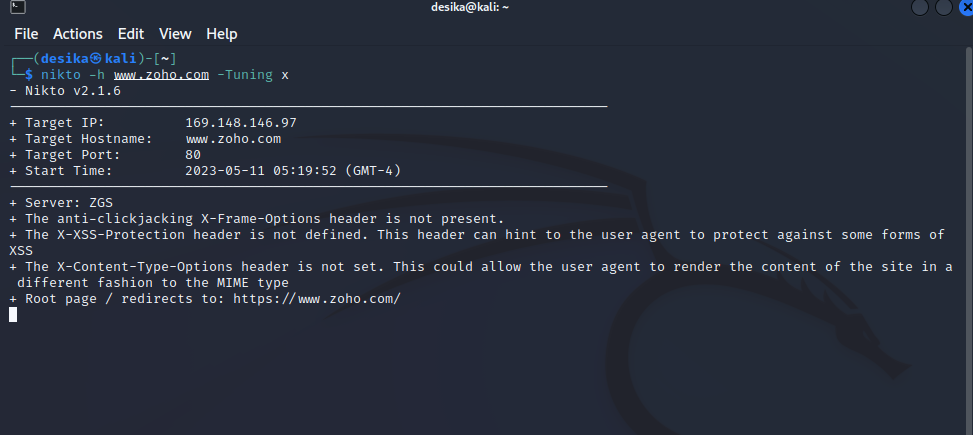 desika@kali: ~
File Actions Edit View Help
┌──(desika㉿kali)-[~]
└─$ nikto -h www.zoho.com -Tuning x
- Nikto v2.1.6
---------------------------------------------------------------------------
+ Target IP:          169.148.146.97
+ Target Hostname:    www.zoho.com
+ Target Port:        80
+ Start Time:         2023-05-11 05:19:52 (GMT-4)
---------------------------------------------------------------------------
+ Server: ZGS
+ The anti-clickjacking X-Frame-Options header is not present.
+ The X-XSS-Protection header is not defined. This header can hint to the user agent to protect against some forms of
XSS
+ The X-Content-Type-Options header is not set. This could allow the user agent to render the content of the site in a
different fashion to the MIME type
+ Root page / redirects to: https://www.zoho.com/